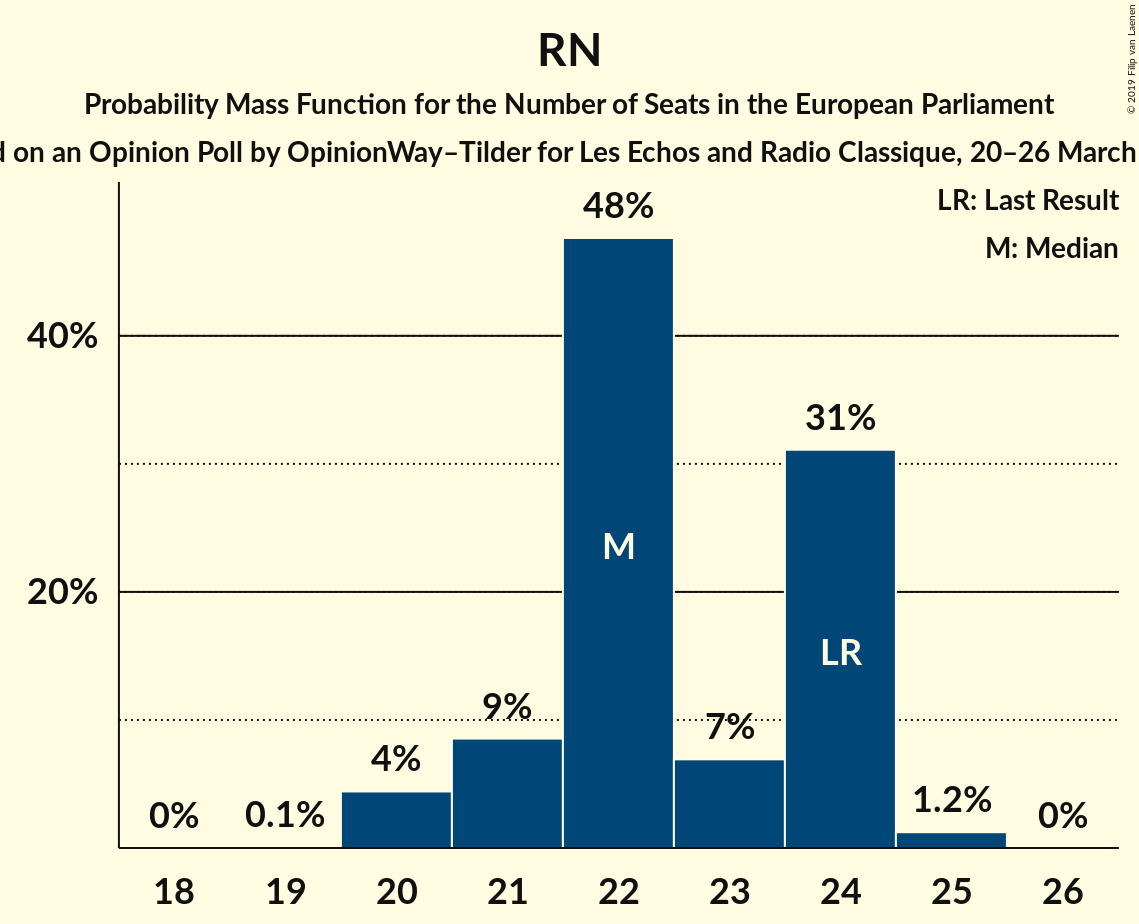 RN
Probability Mass Function for the Number of Seats in the European Parliament
on an Opinion Poll by OpinionWay–Tilder for Les Echos and Radio Classique, 20–26 March
© 2019 Filip van Laenen
LR: Last Result
M: Median
40%
20%
0%
0.1%
4%
9%
48%
7%
31%
1.2%
0%
M
LR
18 19 20 21 22 23 24 25 26